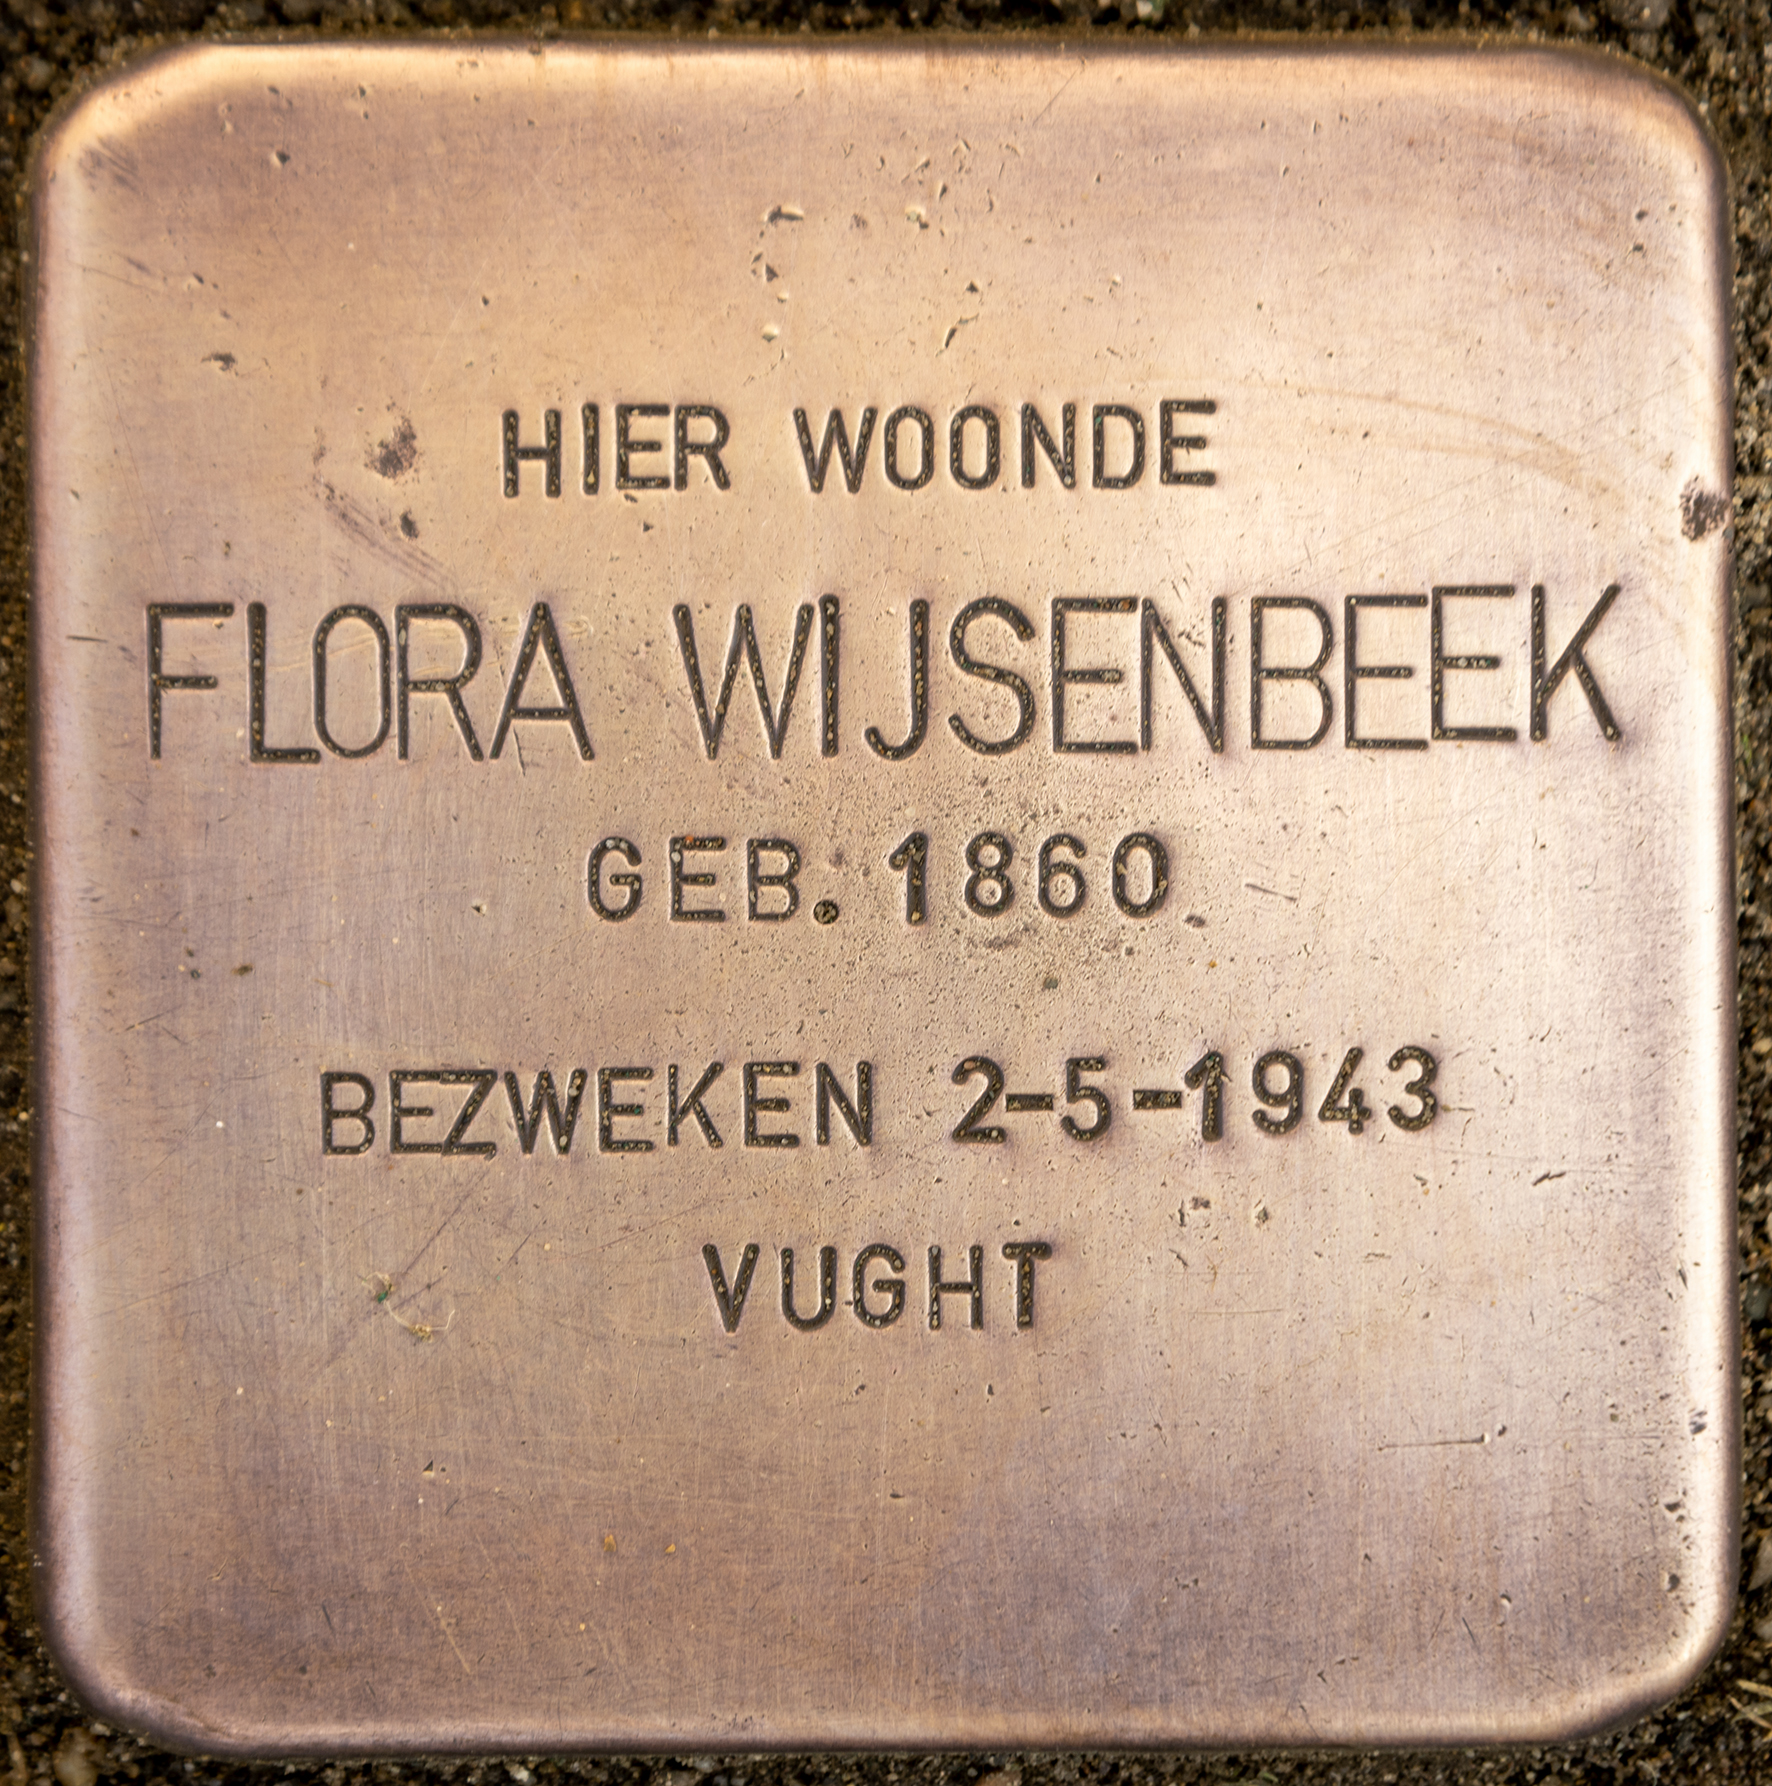 HIER WOONDE
FLORA WIJSENBEEK
GEB. 1860
BEZWEKEN 2-5-1943
VUGHT